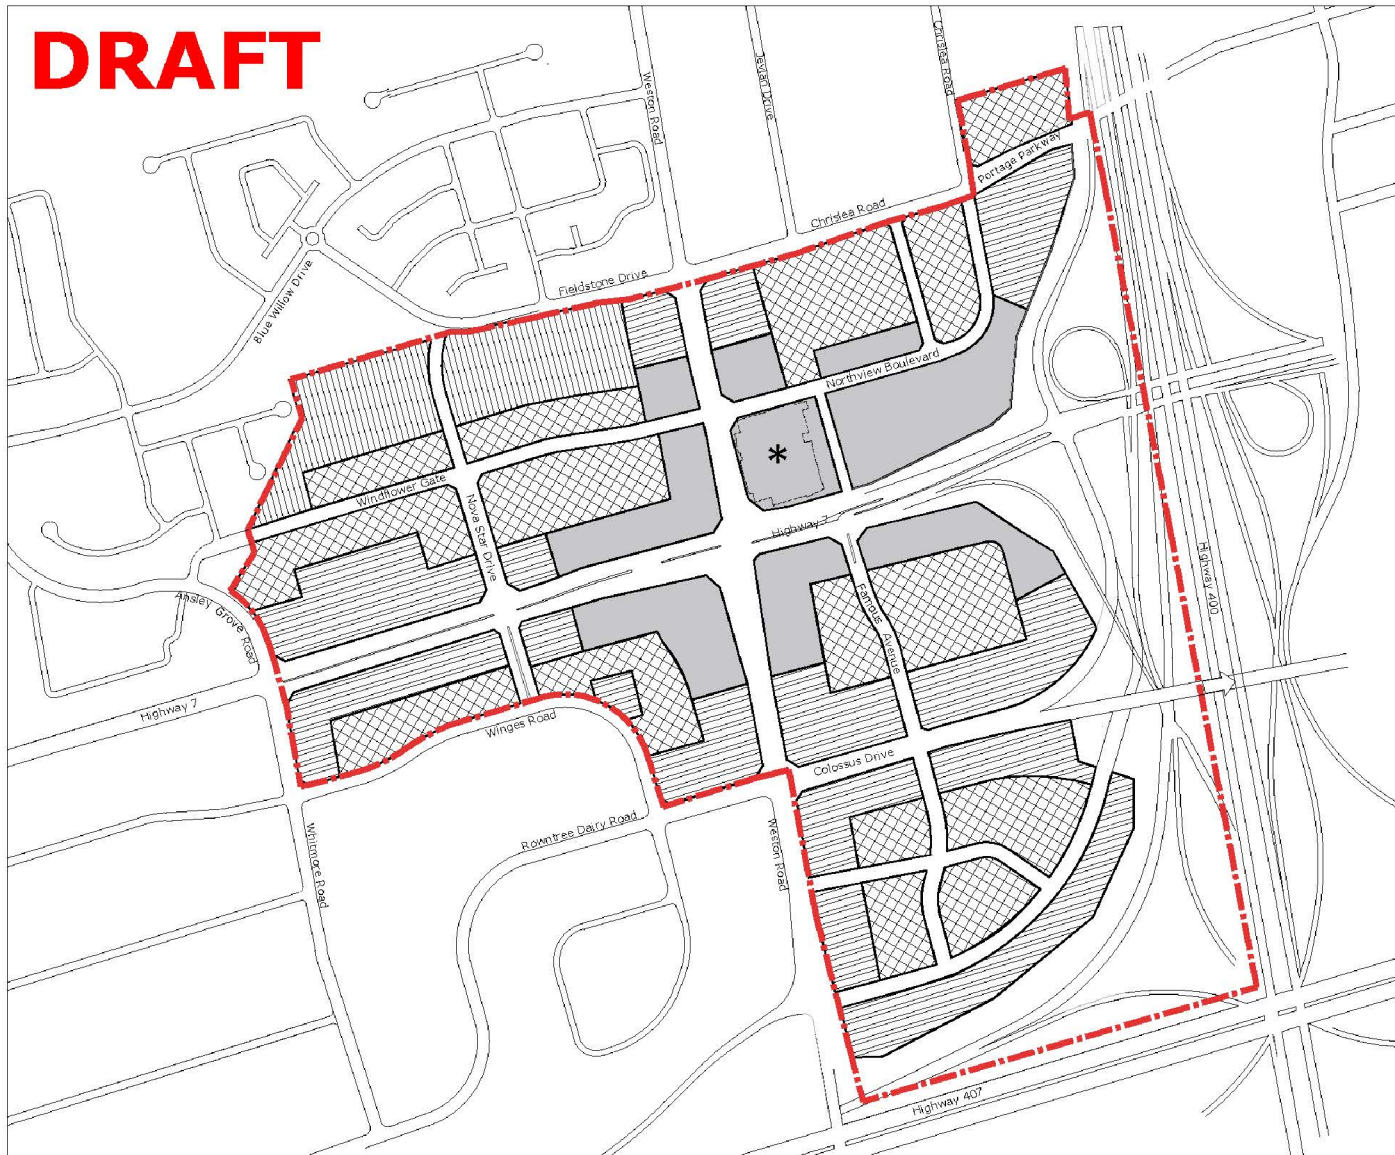 DRAFT
Weston Road
Jevlan Drive
Chrislea Road
Portage Parkway
Chrislea Road
Fieldstone Drive
Blue Willow Drive
Northview Boulevard
*
Windflower Gate
Nova Star Drive
Highway 7
Highway 400
Ansley Grove Road
Famous Avenue
Highway 7
Winges Road
Colossus Drive
Rowntree Dairy Road
Whitmore Road
Weston Road
Highway 407